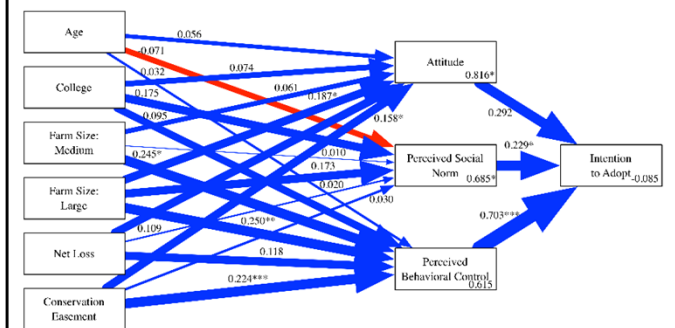 Age
0.056
-0.071
0.032
College
0.074
0.175
0.061
0.095
0.187*
0.158*
Attitude
0.816*
0.292
Farm Size:
Medium
0.245*
0.010
0.173
0.020
0.030
Perceived Social
Norm
0.685*
0.229*
Intention
to Adopt
-0.085
Farm Size:
Large
0.109
0.250**
0.703***
Net Loss
0.118
0.224***
Perceived
Behavioral Control
0.615
Conservation
Easement